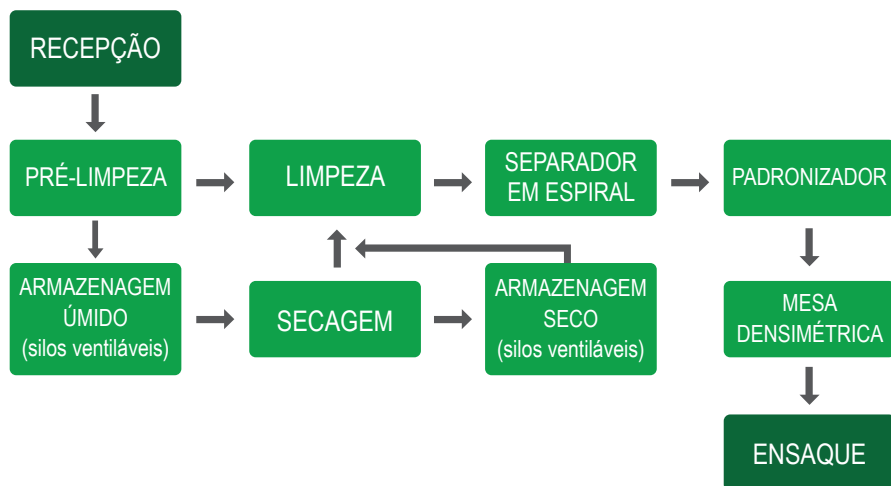 RECEPÇÃO
PRÉ-LIMPEZA
LIMPEZA
SEPARADOR
EM ESPIRAL
PADRONIZADOR
ARMAZENAGEM
ÚMIDO
(silos ventiláveis)
SECAGEM
ARMAZENAGEM
SECO
(silos ventiláveis)
MESA
DENSIMÉTRICA
ENSAQUE